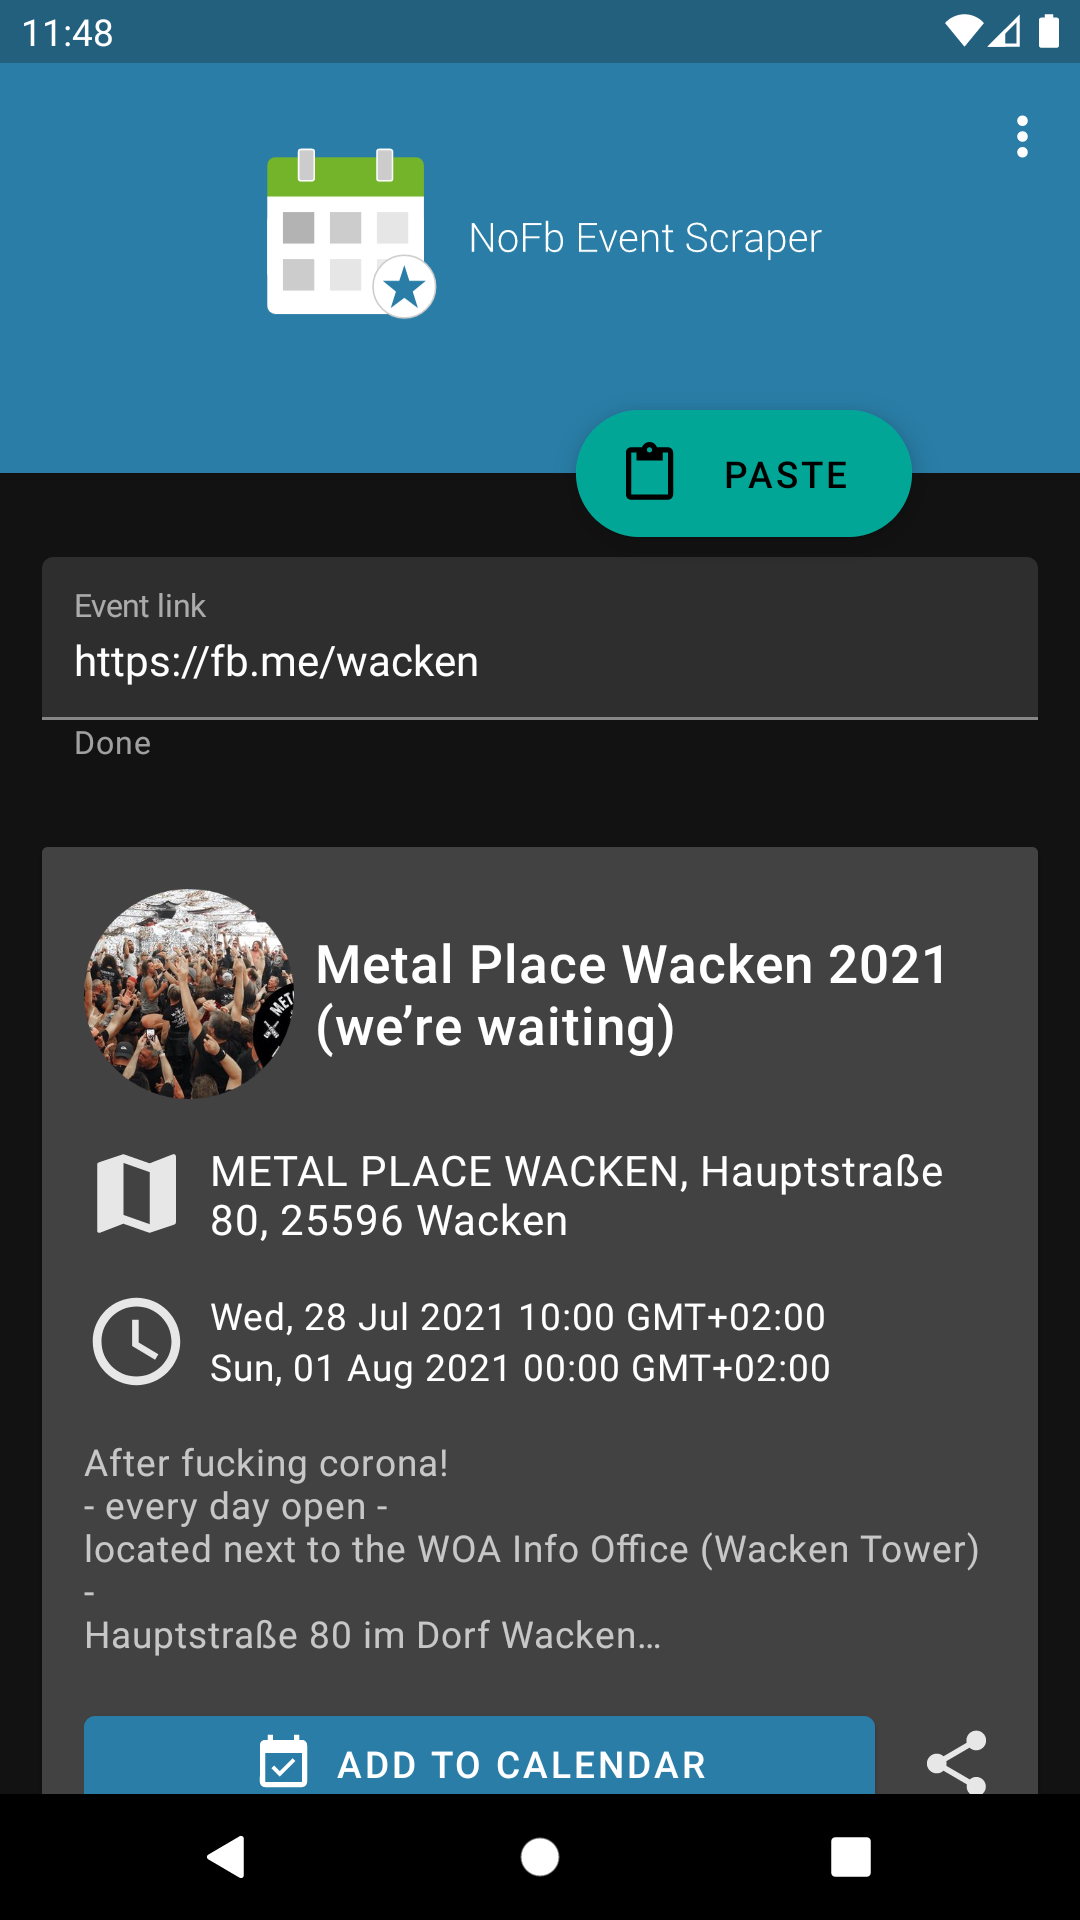 11:48
NoFb Event Scraper
PASTE
Event link
https://fb.me/wacken
Done
Metal Place Wacken 2021
(we’re waiting)
METAL PLACE WACKEN, Hauptstraße
80, 25596 Wacken
Wed, 28 Jul 2021 10:00 GMT+02:00
Sun, 01 Aug 2021 00:00 GMT+02:00
After fucking corona!
- every day open -
located next to the WOA Info Office (Wacken Tower)
-
Hauptstraße 80 im Dorf Wacken…
ADD TO CALENDAR